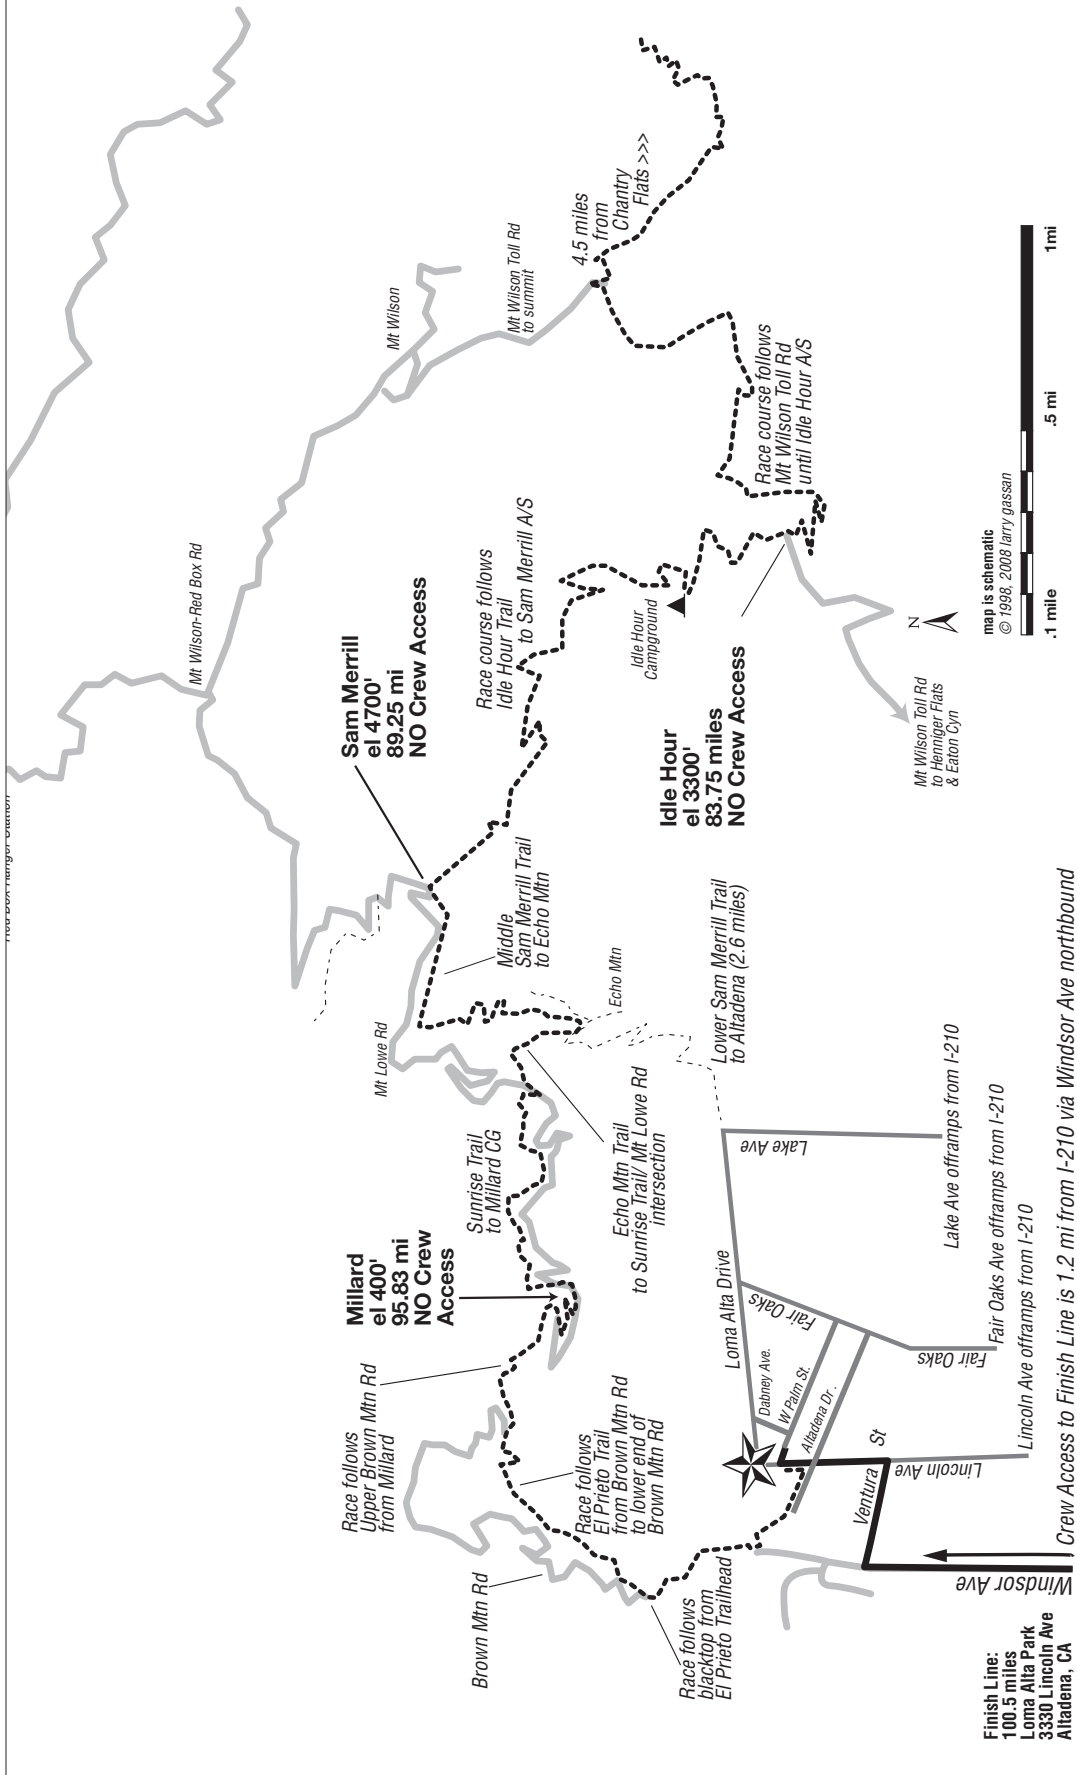 Mt Wilson-Red Box Rd
Mt Wilson
Mt Wilson Toll Rd
to summit
4.5 miles
from
Chantry
Flats >>>
Sam Merrill
el 4700'
89.25 mi
NO Crew Access
Race course follows
Idle Hour Trail
to Sam Merrill A/S
Race course follows
Mt Wilson Toll Rd
until Idle Hour A/S
Idle Hour
Campground
Idle Hour
el 3300'
83.75 miles
NO Crew Access
Mt Wilson Toll Rd
to Henniger Flats
& Eaton Cyn
N
map is schematic
© 1998, 2008 larry gassan
.1 mile
.5 mi
1mi
Mt Lowe Rd
Middle
Sam Merrill Trail
to Echo Mtn
Echo Mtn
Lower Sam Merrill Trail
to Altadena (2.6 miles)
Echo Mtn Trail
to Sunrise Trail/ Mt Lowe Rd
intersection
Sunrise Trail
to Millard CG
Millard
el 400'
95.83 mi
NO Crew
Access
Race follows
Upper Brown Mtn Rd
from Millard
Race follows
El Prieto Trail
from Brown Mtn Rd
to lower end of
Brown Mtn Rd
Brown Mtn Rd
Race follows
blacktop from
El Prieto Trailhead
Loma Alta Drive
Lake Ave
Fair Oaks
Dabney Ave.
W Palm St.
Altadena Dr .
Fair Oaks
Lincoln Ave
Ventura
St
Windsor Ave
Lake Ave offramps from I-210
Fair Oaks Ave offramps from I-210
Lincoln Ave offramps from I-210
Crew Access to Finish Line is 1.2 mi from I-210 via Windsor Ave northbound
Finish Line:
100.5 miles
Loma Alta Park
3330 Lincoln Ave
Altadena, CA